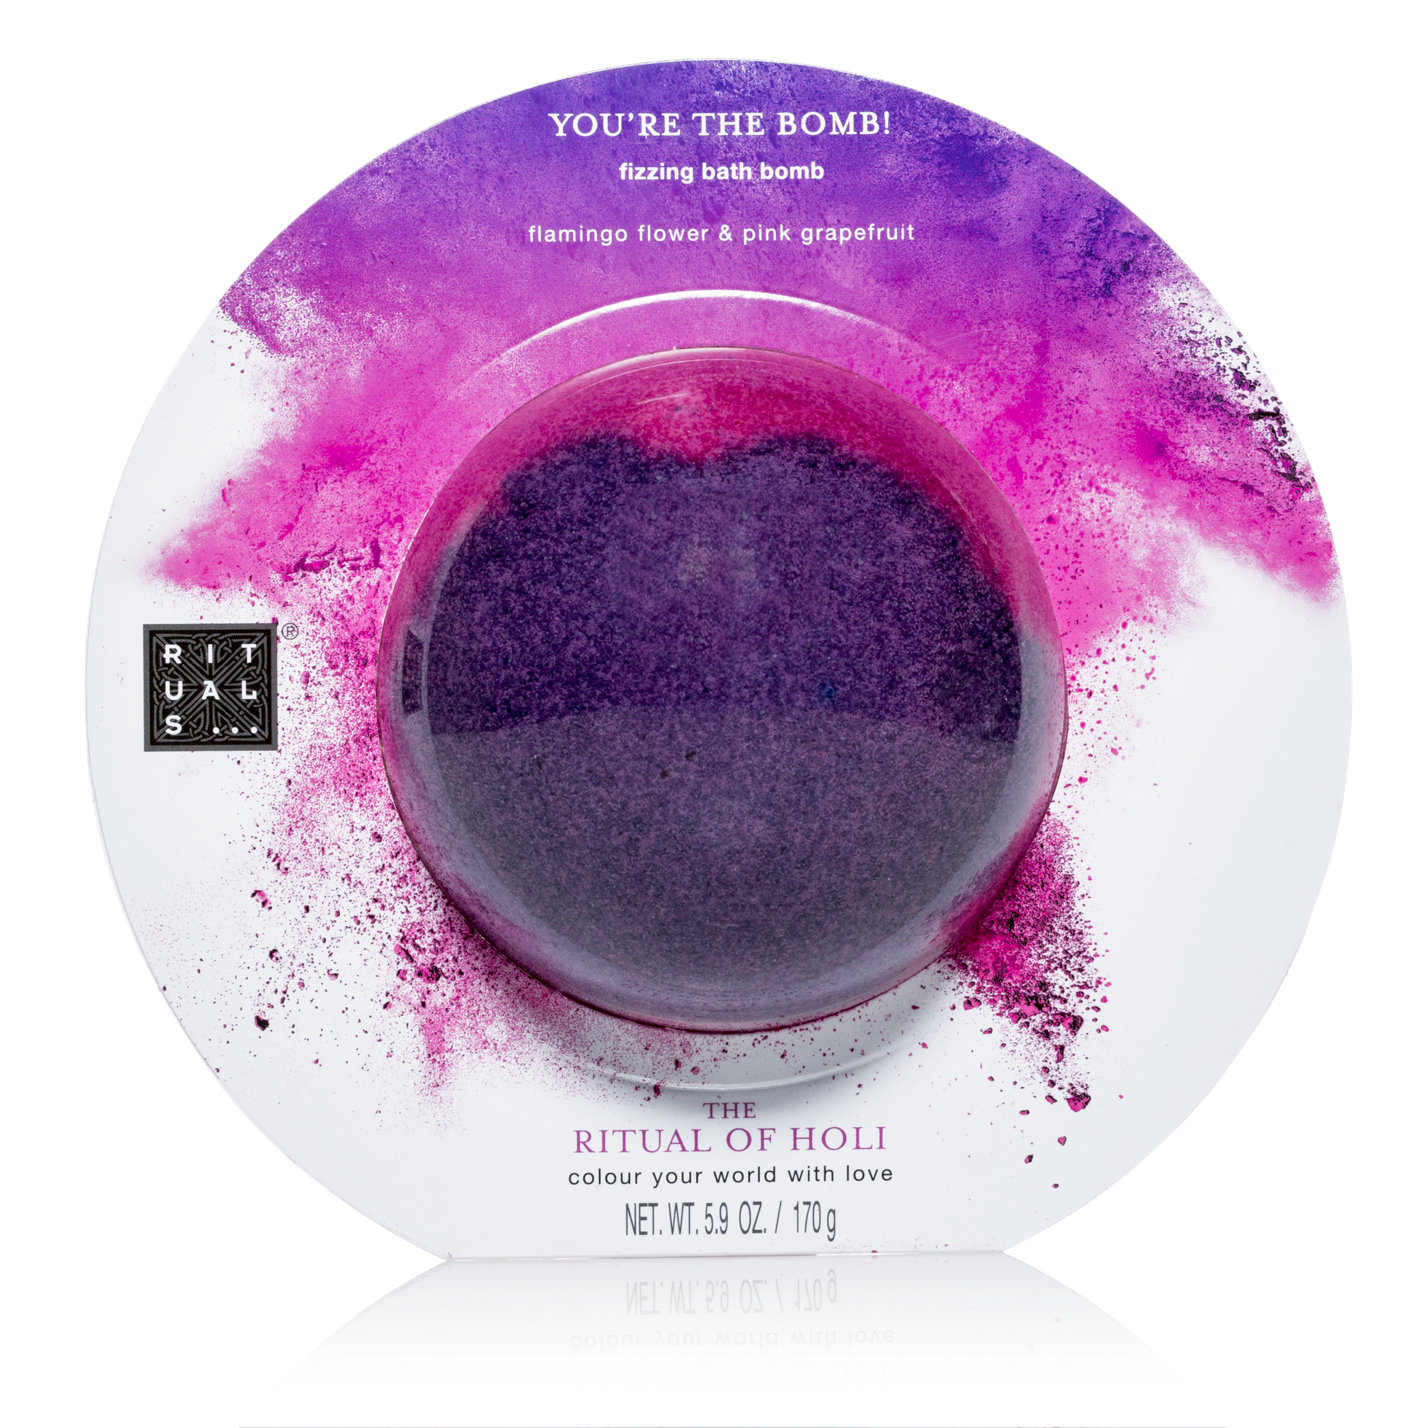 YOU'RE THE BOMB!
fizzing bath bomb
flamingo flower & pink grapefruit
RIT
UAL
S...
®
THE
RITUAL OF HOLI
colour your world with love
NET. WT. 5.9 OZ. / 170 g